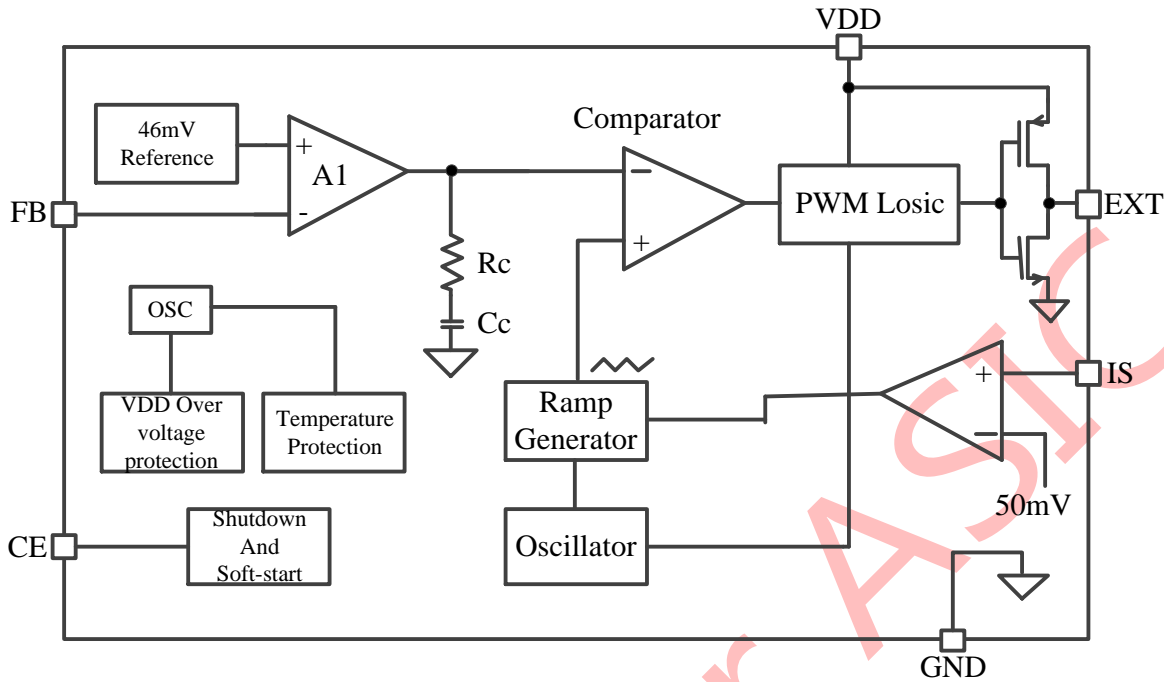 VDD
46mV
Reference
+
A1
-
FB
Comparator
−
+
PWM Losic
EXT
Rc
Cc
OSC
VDD Over
voltage
protection
Temperature
Protection
Ramp
Generator
+
−
IS
50mV
CE
Shutdown
And
Soft-start
Oscillator
GND
r ASIC